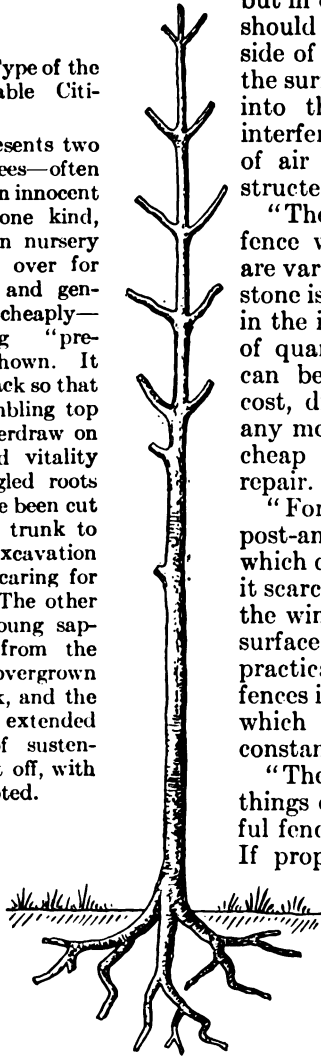 Type of the
able Citi-
esents two
ees—often
n innocent
one kind,
n nursery
over for
and gen-
cheaply—
g "pre-
hown. It
ack so that
mbling top
erdraw on
d vitality
gled roots
e been cut
trunk to
xcavation
caring for
The other
oung sap-
from the
overgrown
k, and the
extended
f susten-
t off, with
oted.
but in
should
side of
the sur
into th
interfer
of air
structe
"The
fence w
are var
stone is
in the i
of quar
can be
cost, d
any mo
cheap
repair.
"For
post-an
which c
it scarc
the win
surface
practica
fences i
which
constan
"The
things
ful fenc
If prop